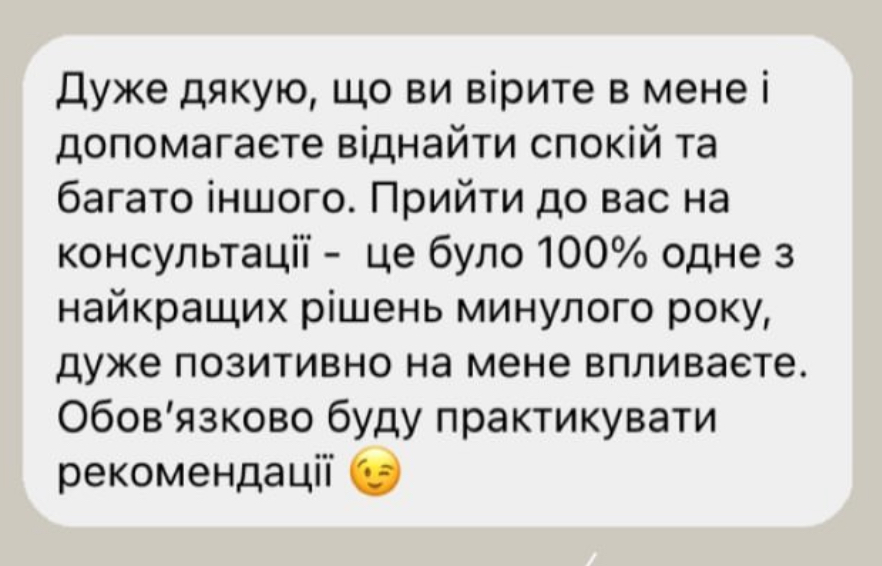 Дуже дякую, що ви вірите в мене і
допомагаєте віднайти спокій та
багато іншого. Прийти до вас на
консультації -  це було 100% одне з
найкращих рішень минулого року,
дуже позитивно на мене впливаєте.
Обов’язково буду практикувати
рекомендації 😉